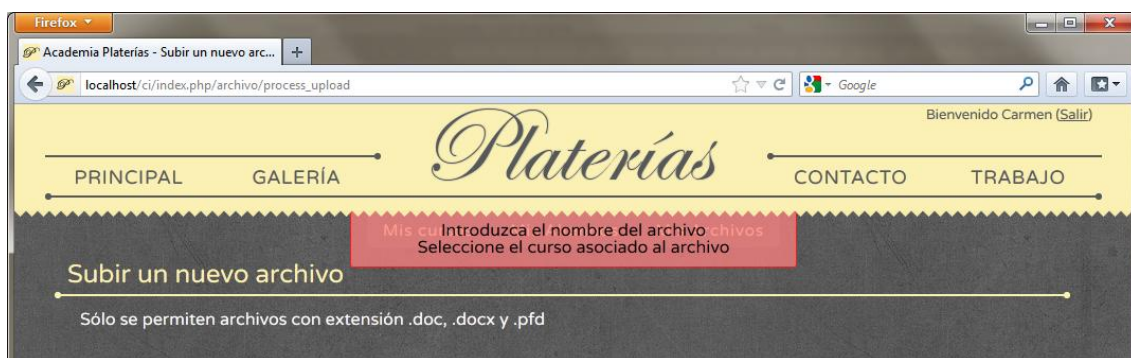 Firefox
Academia Platerías - Subir un nuevo arc...
localhost/ci/index.php/archivo/process_upload
Google
Bienvenido Carmen (Salir)
PRINCIPAL
GALERÍA
Platerías
CONTACTO
TRABAJO
Introduzca el nombre del archivo
Seleccione el curso asociado al archivo
Subir un nuevo archivo
Sólo se permiten archivos con extensión .doc, .docx y .pfd